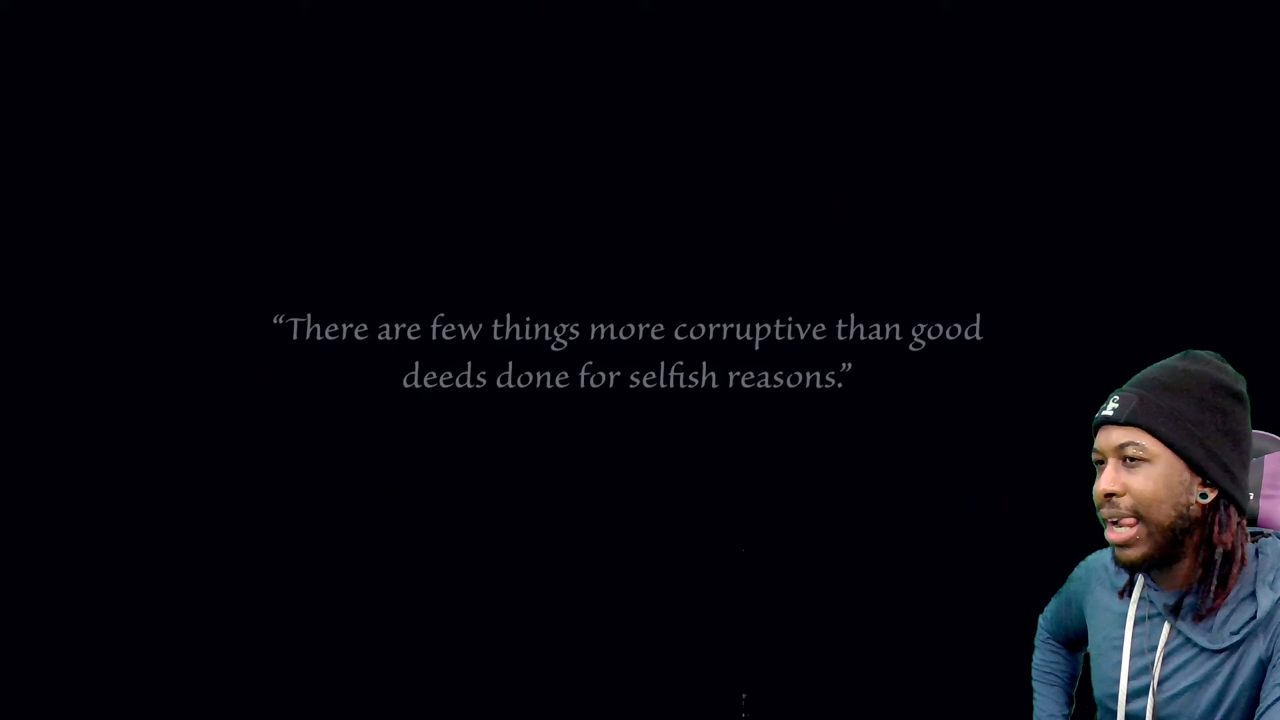 “There are few things more corruptive than good
deeds done for selfish reasons.”